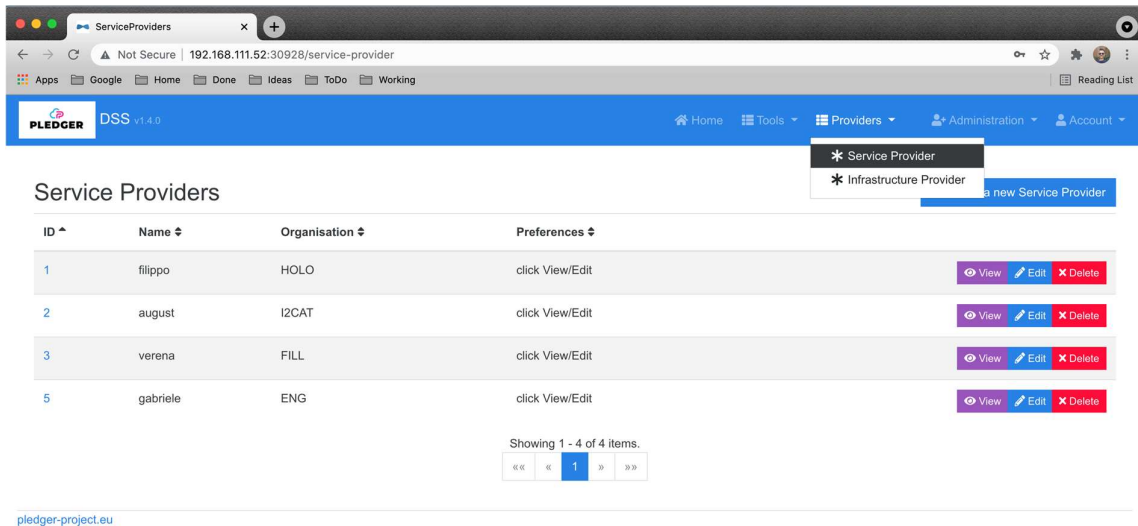 ServiceProviders
Not Secure | 192.168.111.52:30928/service-provider
Apps Google Home Done Ideas ToDo Working Reading List
PLEDGER DSS v1.4.0 Home Tools Providers Administration Account
Service Provider
Infrastructure Provider
Service Providers
a new Service Provider
ID Name Organisation Preferences
1 filippo HOLO click View/Edit View Edit Delete
2 august I2CAT click View/Edit View Edit Delete
3 verena FILL click View/Edit View Edit Delete
5 gabriele ENG click View/Edit View Edit Delete
Showing 1 - 4 of 4 items.
«« « 1 » »»
pledger-project.eu